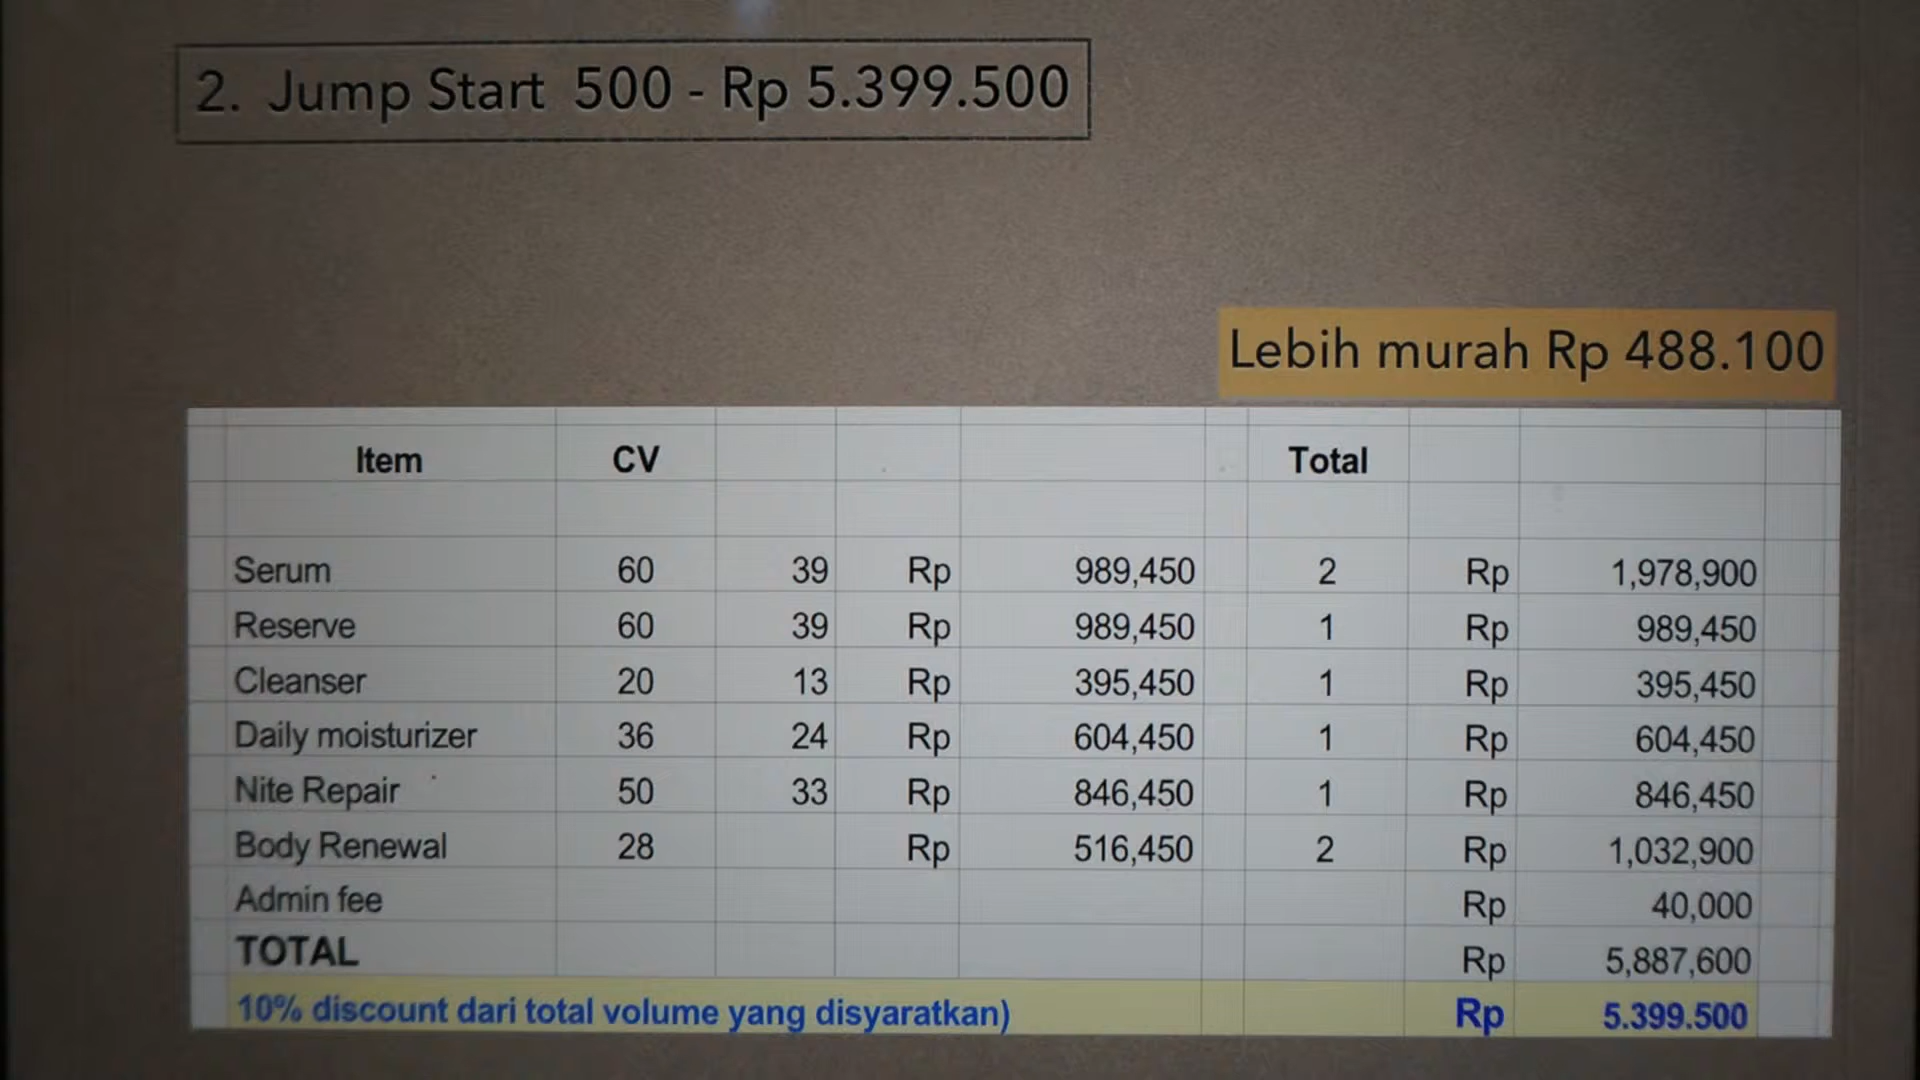 2. Jump Start 500 - Rp 5.399.500
Lebih murah Rp 488.100
Item CV Total
Serum 60 39 Rp 989,450 2 Rp 1,978,900
Reserve 60 39 Rp 989,450 1 Rp 989,450
Cleanser 20 13 Rp 395,450 1 Rp 395,450
Daily moisturizer 36 24 Rp 604,450 1 Rp 604,450
Nite Repair 50 33 Rp 846,450 1 Rp 846,450
Body Renewal 28 Rp 516,450 2 Rp 1,032,900
Admin fee Rp 40,000
TOTAL Rp 5,887,600
10% discount dari total volume yang disyaratkan) Rp 5.399.500